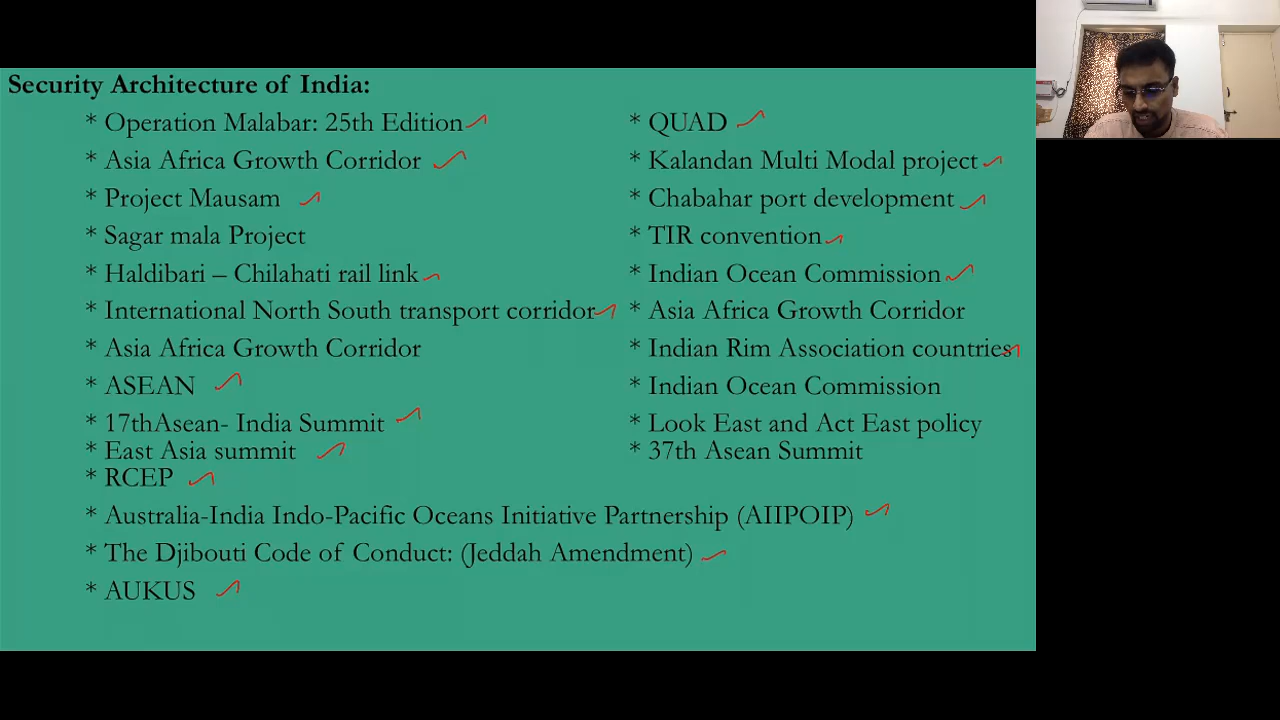 Security Architecture of India:
* Operation Malabar: 25th Edition
* Asia Africa Growth Corridor
* Project Mausam
* Sagar mala Project
* Haldibari – Chilahati rail link
* International North South transport corridor
* Asia Africa Growth Corridor
* ASEAN
* 17thAsean- India Summit
* East Asia summit
* RCEP
* QUAD
* Kalandan Multi Modal project
* Chabahar port development
* TIR convention
* Indian Ocean Commission
* Asia Africa Growth Corridor
* Indian Rim Association countries
* Indian Ocean Commission
* Look East and Act East policy
* 37th Asean Summit
* Australia-India Indo-Pacific Oceans Initiative Partnership (AIIPOIP)
* The Djibouti Code of Conduct: (Jeddah Amendment)
* AUKUS